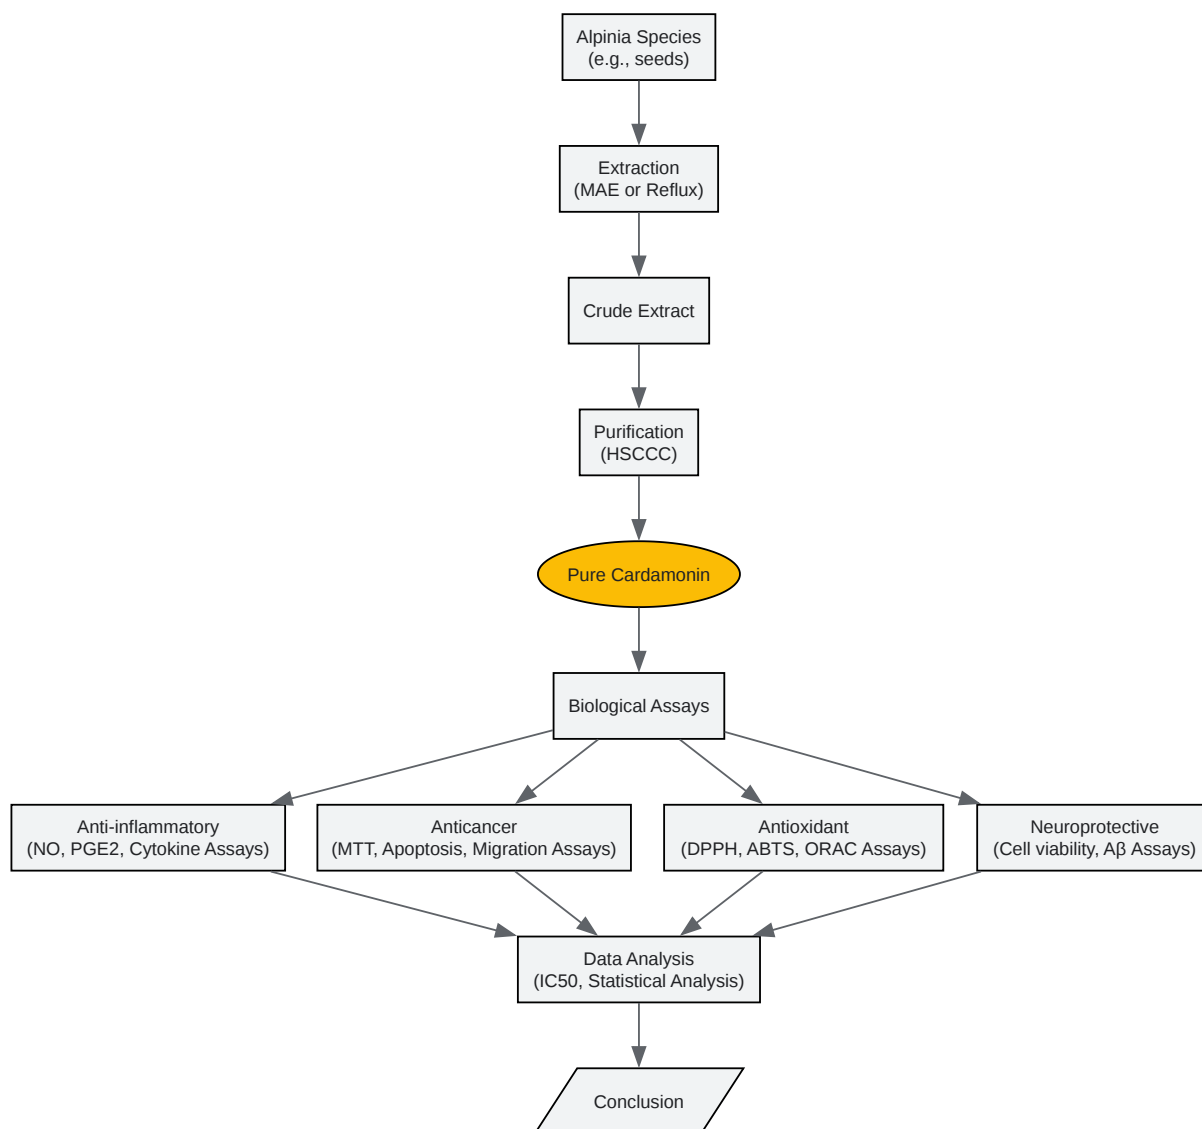 Alpinia Species
(e.g., seeds)
Extraction
(MAE or Reflux)
Crude Extract
Purification
(HSCCC)
Pure Cardamonin
Biological Assays
Anti-inflammatory
(NO, PGE2, Cytokine Assays)
Anticancer
(MTT, Apoptosis, Migration Assays)
Antioxidant
(DPPH, ABTS, ORAC Assays)
Neuroprotective
(Cell viability, Aβ Assays)
Data Analysis
(IC50, Statistical Analysis)
Conclusion